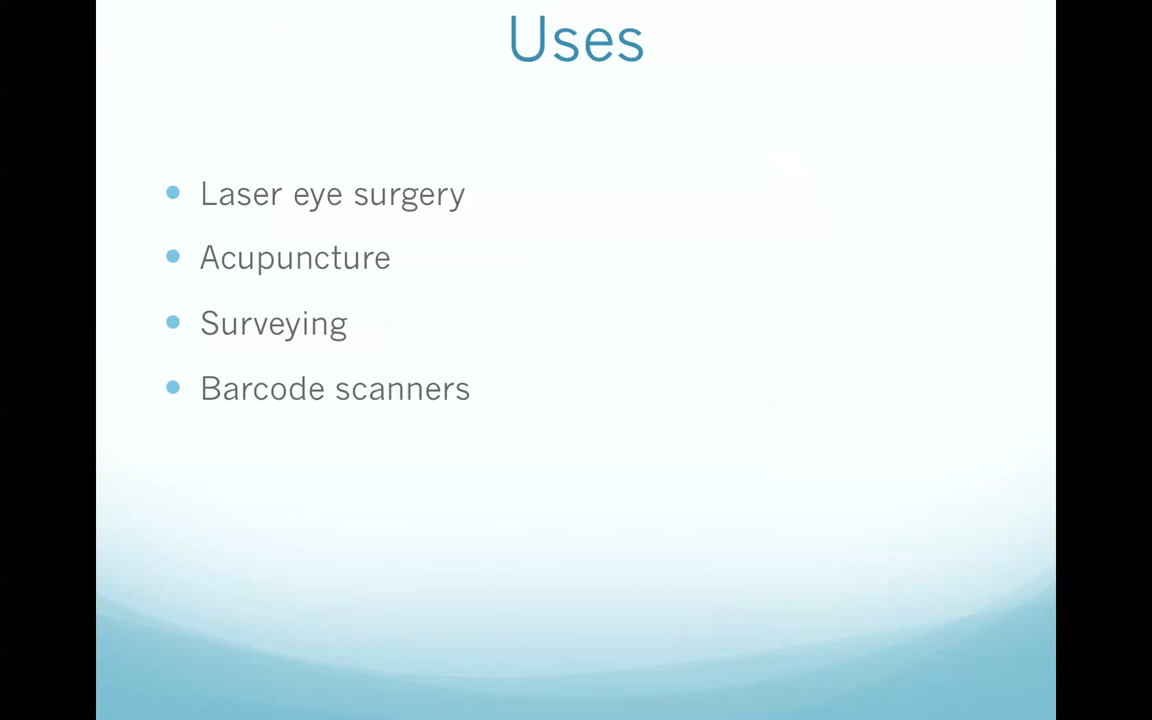 Uses
Laser eye surgery
Acupuncture
Surveying
Barcode scanners